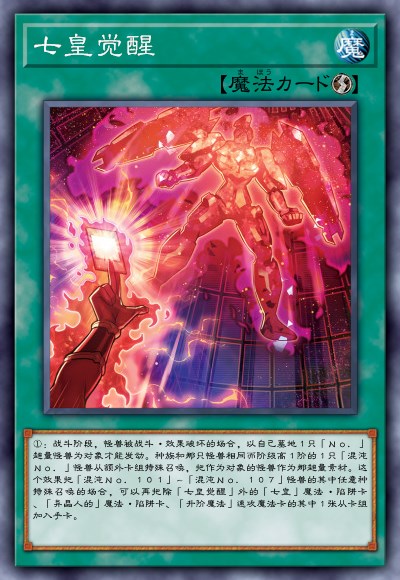 七皇觉醒
魔
【魔法カード】
まほう
①：战斗阶段，怪兽被战斗・效果破坏的场合，以自己墓地1只「No.」
超量怪兽为对象才能发动。种族和那只怪兽相同而阶级高1阶的1只「混沌
No.」怪兽从额外卡组特殊召唤，把作为对象的怪兽作为那超量素材。这
个效果把「混沌No.101」~「混沌No.107」怪兽的其中任意种
特殊召唤的场合，可以再把除「七皇觉醒」外的「七皇」魔法・陷阱卡、
「异晶人的」魔法・陷阱卡、「升阶魔法」速攻魔法卡的其中1张从卡组
加入手卡。